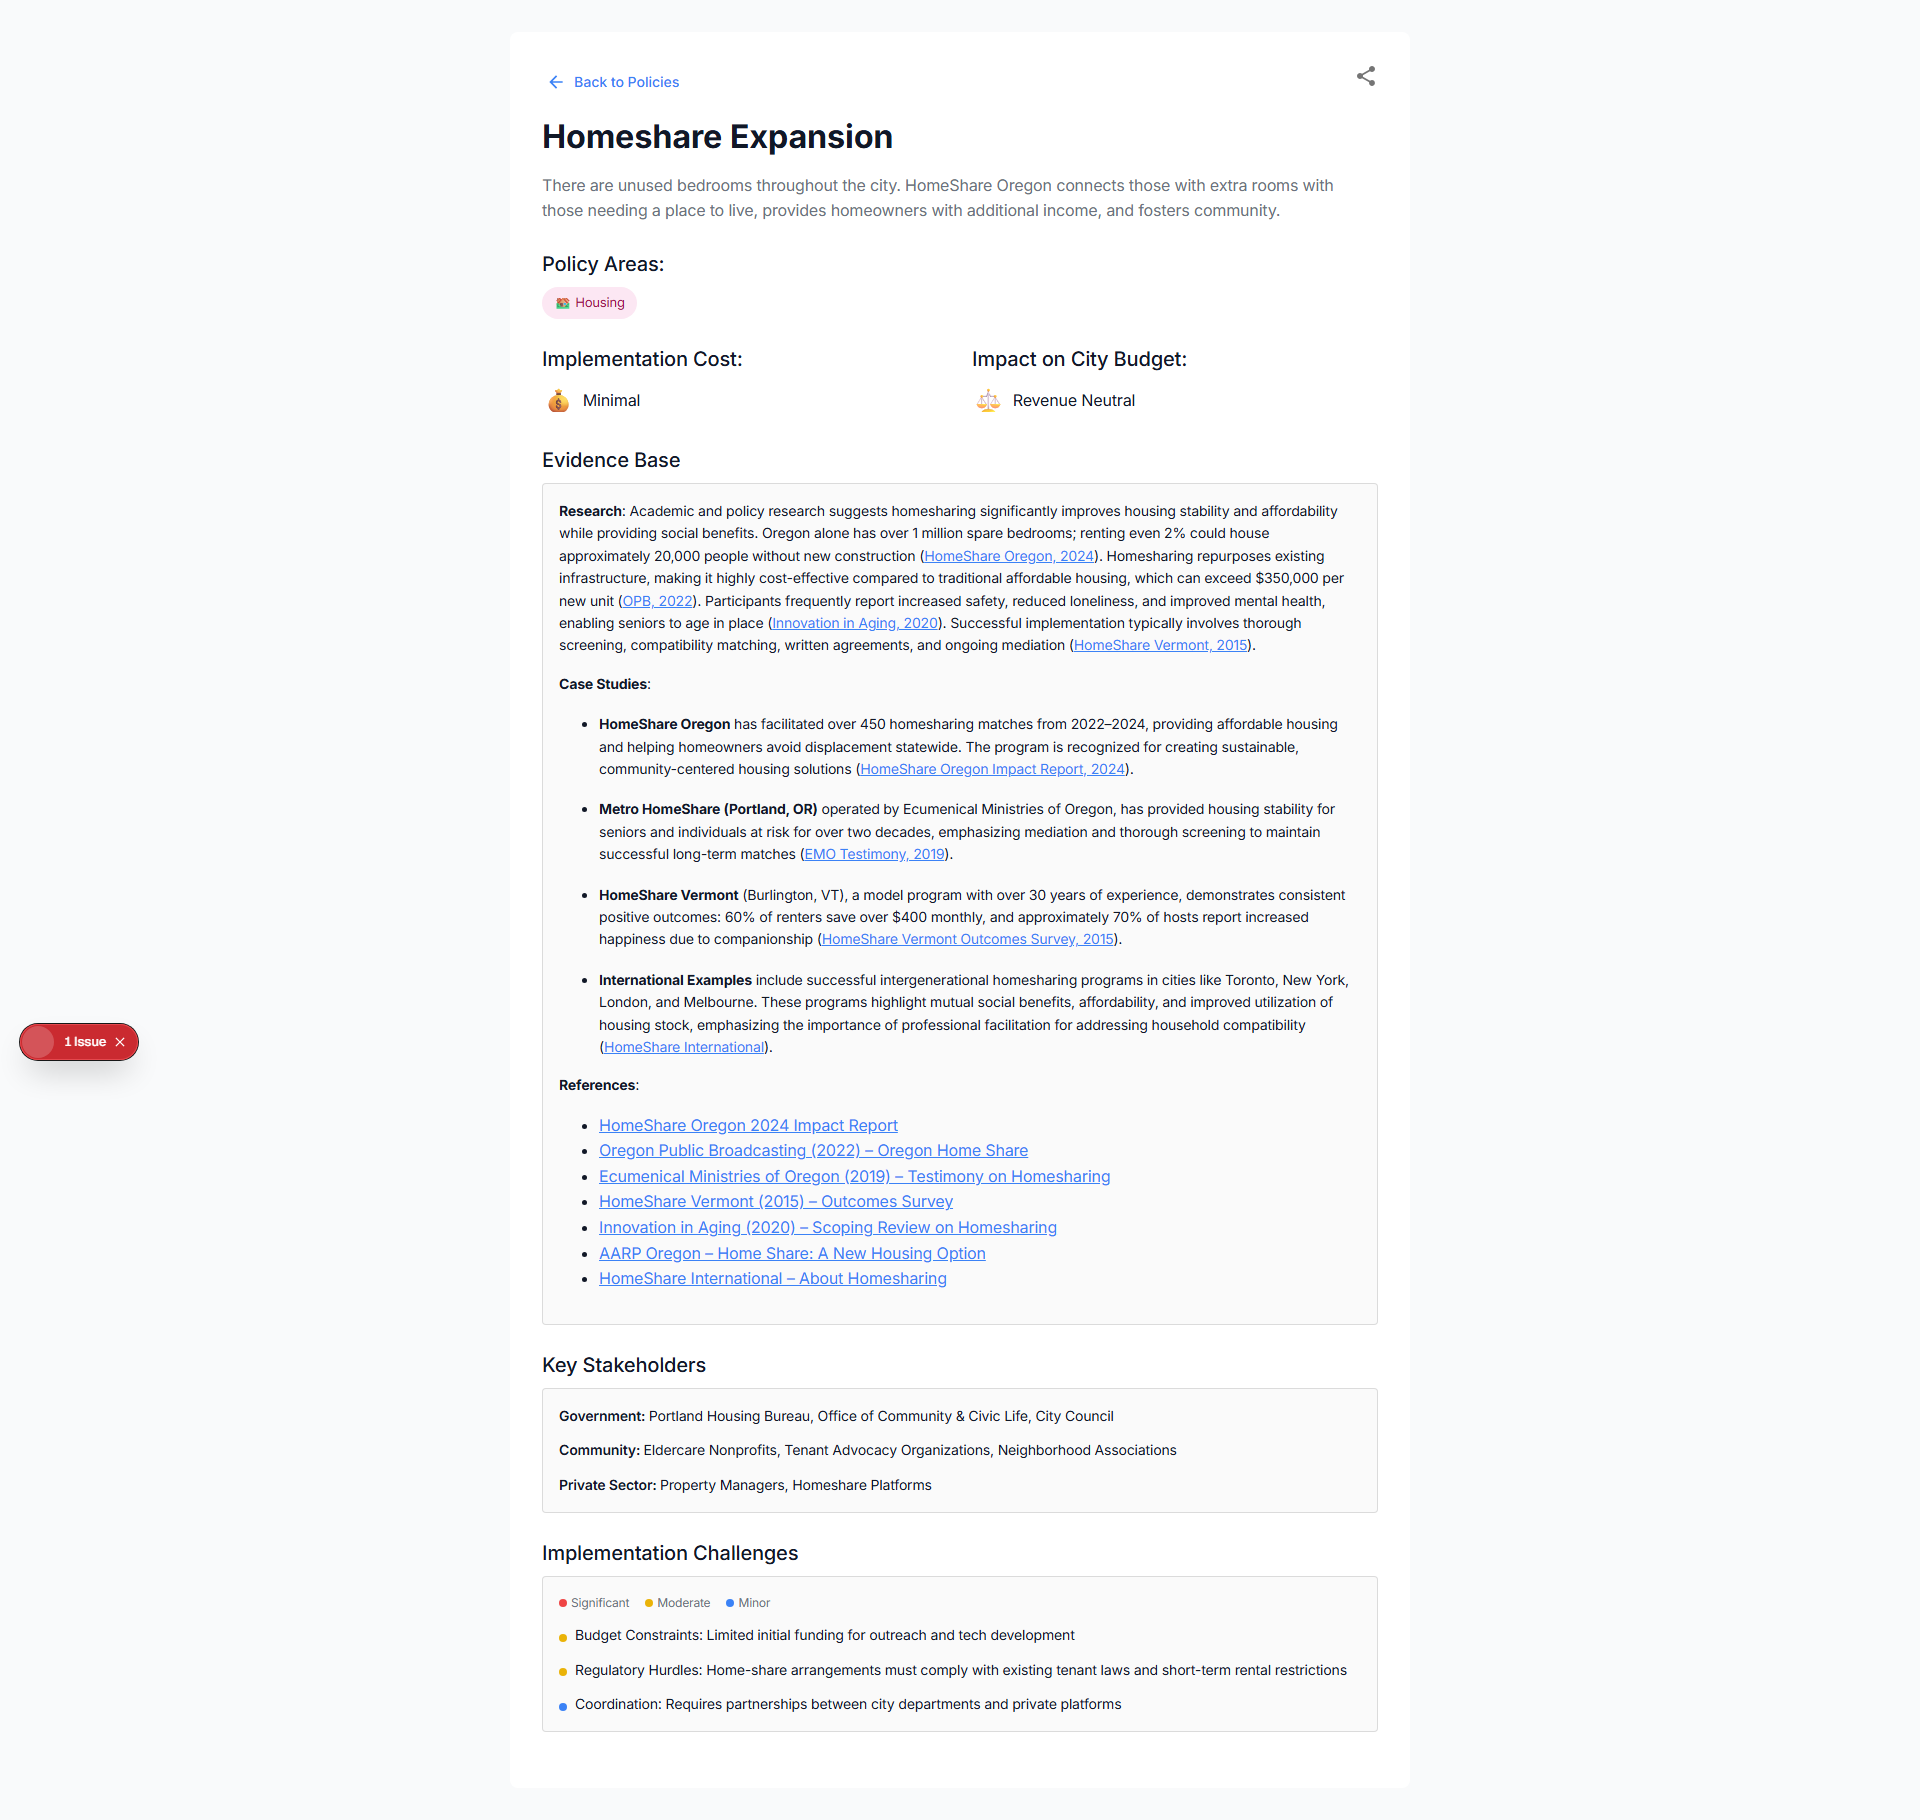 Back to Policies
Homeshare Expansion
There are unused bedrooms throughout the city. HomeShare Oregon connects those with extra rooms with
those needing a place to live, provides homeowners with additional income, and fosters community.
Policy Areas:
Housing
Implementation Cost:
Minimal
Impact on City Budget:
Revenue Neutral
Evidence Base
Research: Academic and policy research suggests homesharing significantly improves housing stability and affordability
while providing social benefits. Oregon alone has over 1 million spare bedrooms; renting even 2% could house
approximately 20,000 people without new construction (HomeShare Oregon, 2024). Homesharing repurposes existing
infrastructure, making it highly cost-effective compared to traditional affordable housing, which can exceed $350,000 per
new unit (OPB, 2022). Participants frequently report increased safety, reduced loneliness, and improved mental health,
enabling seniors to age in place (Innovation in Aging, 2020). Successful implementation typically involves thorough
screening, compatibility matching, written agreements, and ongoing mediation (HomeShare Vermont, 2015).
Case Studies:
• HomeShare Oregon has facilitated over 450 homesharing matches from 2022–2024, providing affordable housing
and helping homeowners avoid displacement statewide. The program is recognized for creating sustainable,
community-centered housing solutions (HomeShare Oregon Impact Report, 2024).
• Metro HomeShare (Portland, OR) operated by Ecumenical Ministries of Oregon, has provided housing stability for
seniors and individuals at risk for over two decades, emphasizing mediation and thorough screening to maintain
successful long-term matches (EMO Testimony, 2019).
• HomeShare Vermont (Burlington, VT), a model program with over 30 years of experience, demonstrates consistent
positive outcomes: 60% of renters save over $400 monthly, and approximately 70% of hosts report increased
happiness due to companionship (HomeShare Vermont Outcomes Survey, 2015).
• International Examples include successful intergenerational homesharing programs in cities like Toronto, New York,
London, and Melbourne. These programs highlight mutual social benefits, affordability, and improved utilization of
housing stock, emphasizing the importance of professional facilitation for addressing household compatibility
(HomeShare International).
1 Issue
References:
• HomeShare Oregon 2024 Impact Report
• Oregon Public Broadcasting (2022) – Oregon Home Share
• Ecumenical Ministries of Oregon (2019) – Testimony on Homesharing
• HomeShare Vermont (2015) – Outcomes Survey
• Innovation in Aging (2020) – Scoping Review on Homesharing
• AARP Oregon – Home Share: A New Housing Option
• HomeShare International – About Homesharing
Key Stakeholders
Government: Portland Housing Bureau, Office of Community & Civic Life, City Council
Community: Eldercare Nonprofits, Tenant Advocacy Organizations, Neighborhood Associations
Private Sector: Property Managers, Homeshare Platforms
Implementation Challenges
Significant Moderate Minor
Budget Constraints: Limited initial funding for outreach and tech development
Regulatory Hurdles: Home-share arrangements must comply with existing tenant laws and short-term rental restrictions
Coordination: Requires partnerships between city departments and private platforms